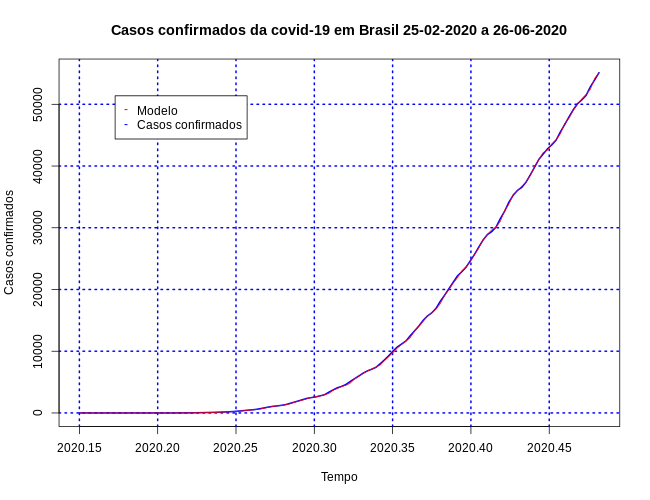 Casos confirmados da covid-19 em Brasil 25-02-2020 a 26-06-2020
Modelo
Casos confirmados
Casos confirmados
50000
40000
30000
20000
10000
0
2020.15 2020.20 2020.25 2020.30 2020.35 2020.40 2020.45
Tempo